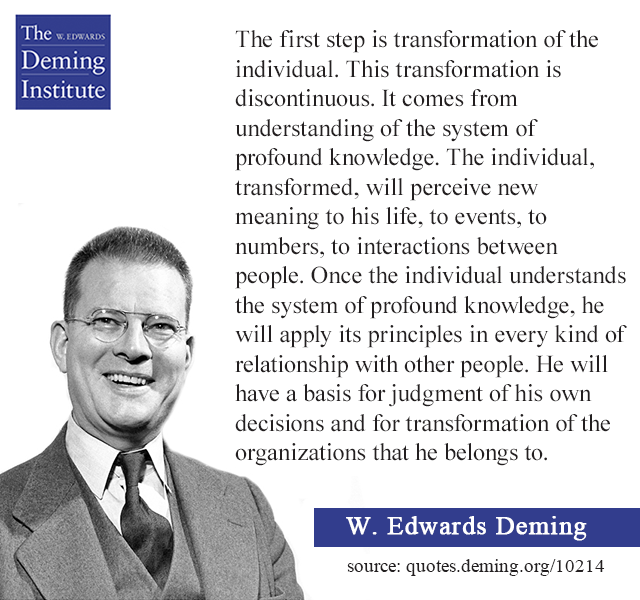 The W. EDWARDS
Deming
Institute
The first step is transformation of the
individual. This transformation is
discontinuous. It comes from
understanding of the system of
profound knowledge. The individual,
transformed, will perceive new
meaning to his life, to events, to
numbers, to interactions between
people. Once the individual understands
the system of profound knowledge, he
will apply its principles in every kind of
relationship with other people. He will
have a basis for judgment of his own
decisions and for transformation of the
organizations that he belongs to.
W. Edwards Deming
source: quotes.deming.org/10214